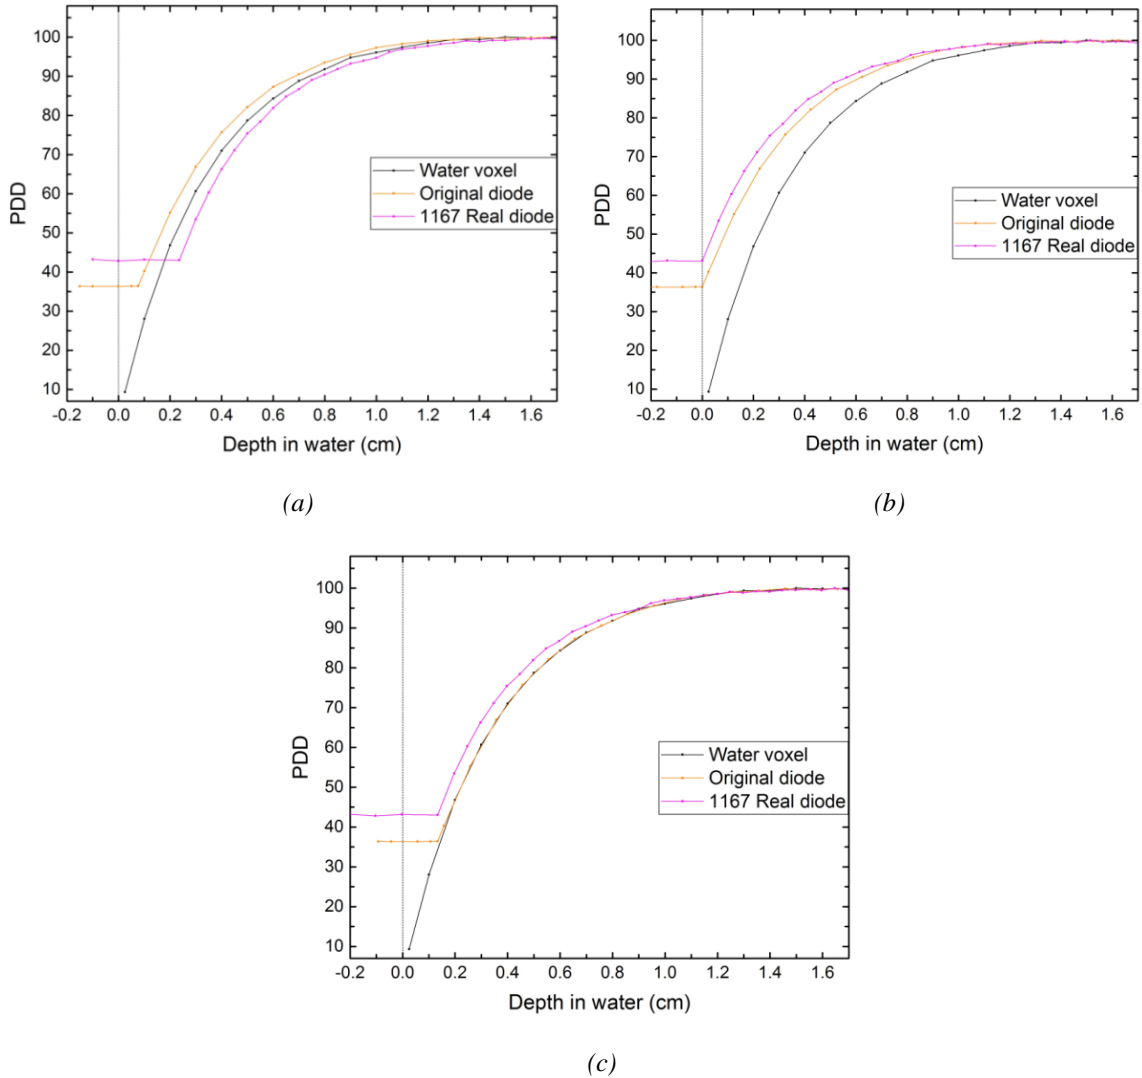 PDD
100
90
80
70
60
50
40
30
20
10
Water voxel
Original diode
1167 Real diode
-0.2 0.0 0.2 0.4 0.6 0.8 1.0 1.2 1.4 1.6
Depth in water (cm)
(a)
PDD
100
90
80
70
60
50
40
30
20
10
Water voxel
Original diode
1167 Real diode
-0.2 0.0 0.2 0.4 0.6 0.8 1.0 1.2 1.4 1.6
Depth in water (cm)
(b)
PDD
100
90
80
70
60
50
40
30
20
10
Water voxel
Original diode
1167 Real diode
-0.2 0.0 0.2 0.4 0.6 0.8 1.0 1.2 1.4 1.6
Depth in water (cm)
(c)